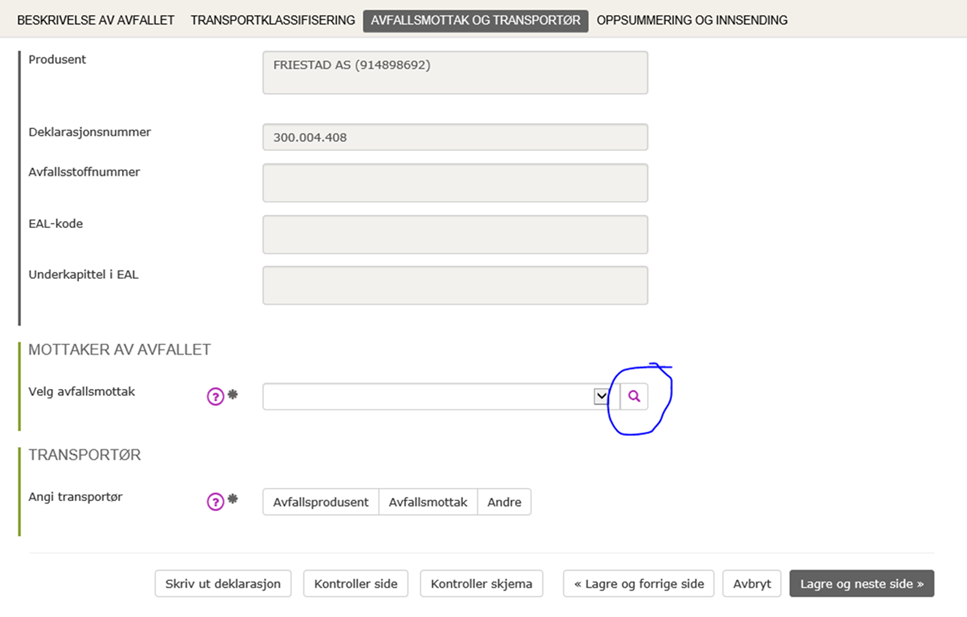 BESKRIVELSE AV AVFALLET TRANSPORTKLASSIFISERING AVFALLSMOTTAK OG TRANSPORTØR OPPSUMMERING OG INNSENDING
Produsent FRIESTAD AS (914898692)
Deklarasjonsnummer 300.004.408
Avfallsstoffnummer
EAL-kode
Underkapittel i EAL
MOTTAKER AV AVFALLET
Velg avfallsmottak ? *
TRANSPORTØR
Angi transportør ? * Avfallsprodusent Avfallsmottak Andre
Skriv ut deklarasjon Kontroller side Kontroller skjema « Lagre og forrige side Avbryt Lagre og neste side »